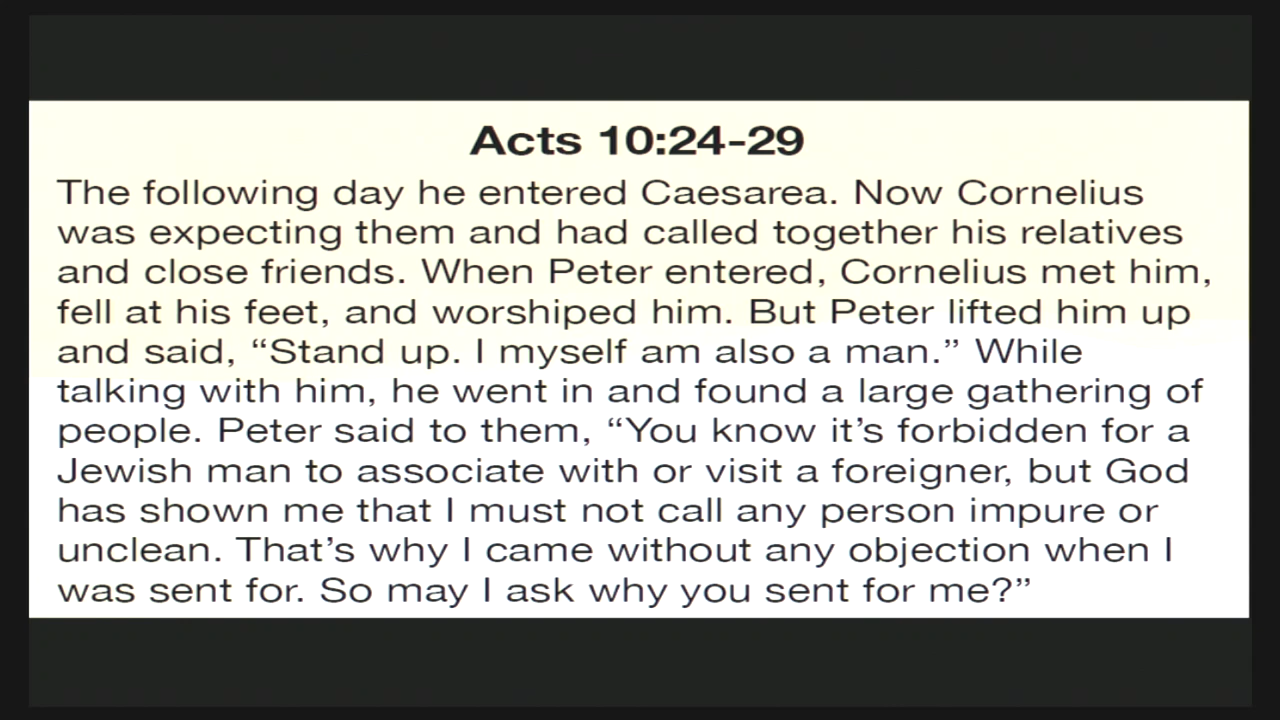 Acts 10:24-29
The following day he entered Caesarea. Now Cornelius
was expecting them and had called together his relatives
and close friends. When Peter entered, Cornelius met him,
fell at his feet, and worshiped him. But Peter lifted him up
and said, “Stand up. I myself am also a man.” While
talking with him, he went in and found a large gathering of
people. Peter said to them, “You know it’s forbidden for a
Jewish man to associate with or visit a foreigner, but God
has shown me that I must not call any person impure or
unclean. That’s why I came without any objection when I
was sent for. So may I ask why you sent for me?”